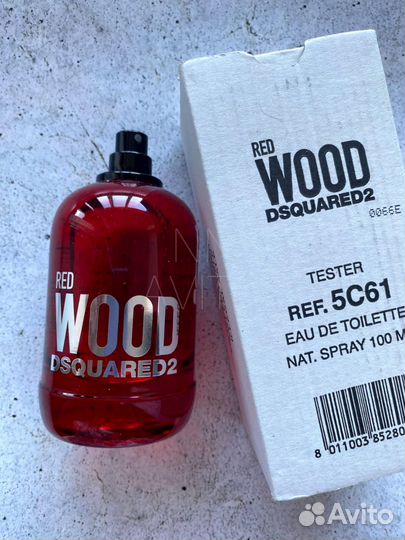 RED
WOOD
DSQUARED2
RED
WOOD
DSQUARED2
0066E
TESTER
REF. 5C61
EAU DE TOILETTE
NAT. SPRAY 100 M
8 011003 85280
Avito